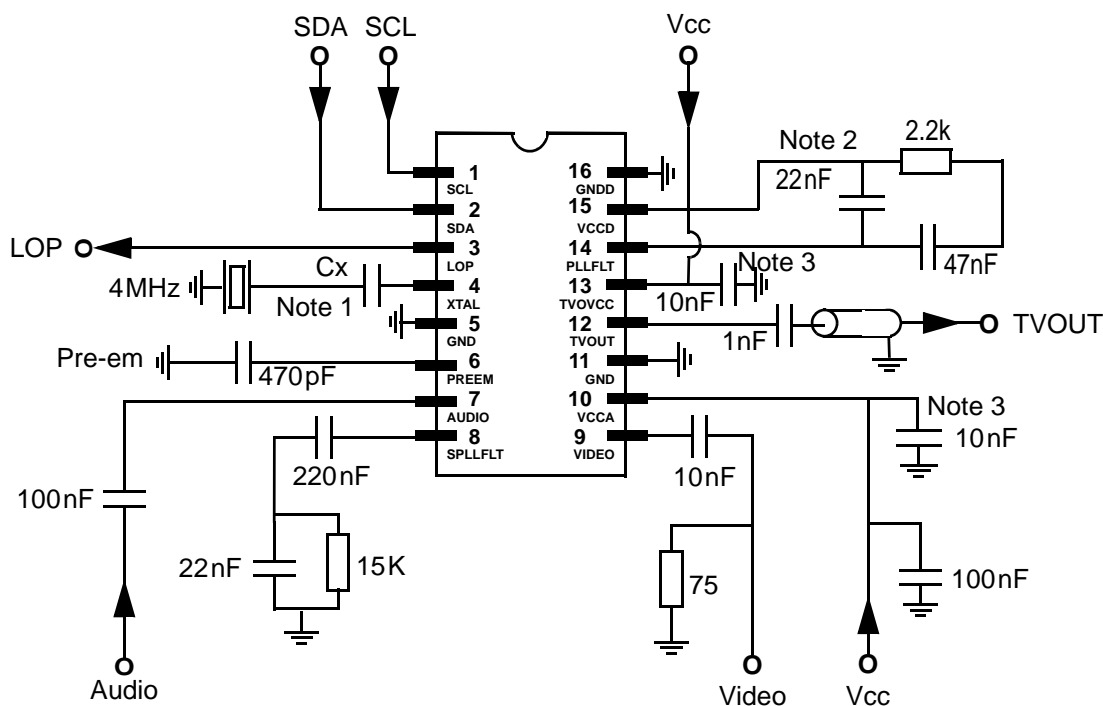 SDA SCL
Vcc
Note 2
2.2k
22nF
1
SCL
16
GNDD
2
SDA
15
VCCD
LOP
3
LOP
14
PLLFLT
47nF
4MHz
Cx
Note 1
4
XTAL
13
TVOVCC
10nF
Note 3
5
GND
12
TVOUT
1nF
TVOUT
Pre-em
470pF
6
PREEM
11
GND
7
AUDIO
10
VCCA
Note 3
10nF
8
SPLLFLT
9
VIDEO
220nF
10nF
100nF
22nF
15K
75
100nF
Audio
Video
Vcc